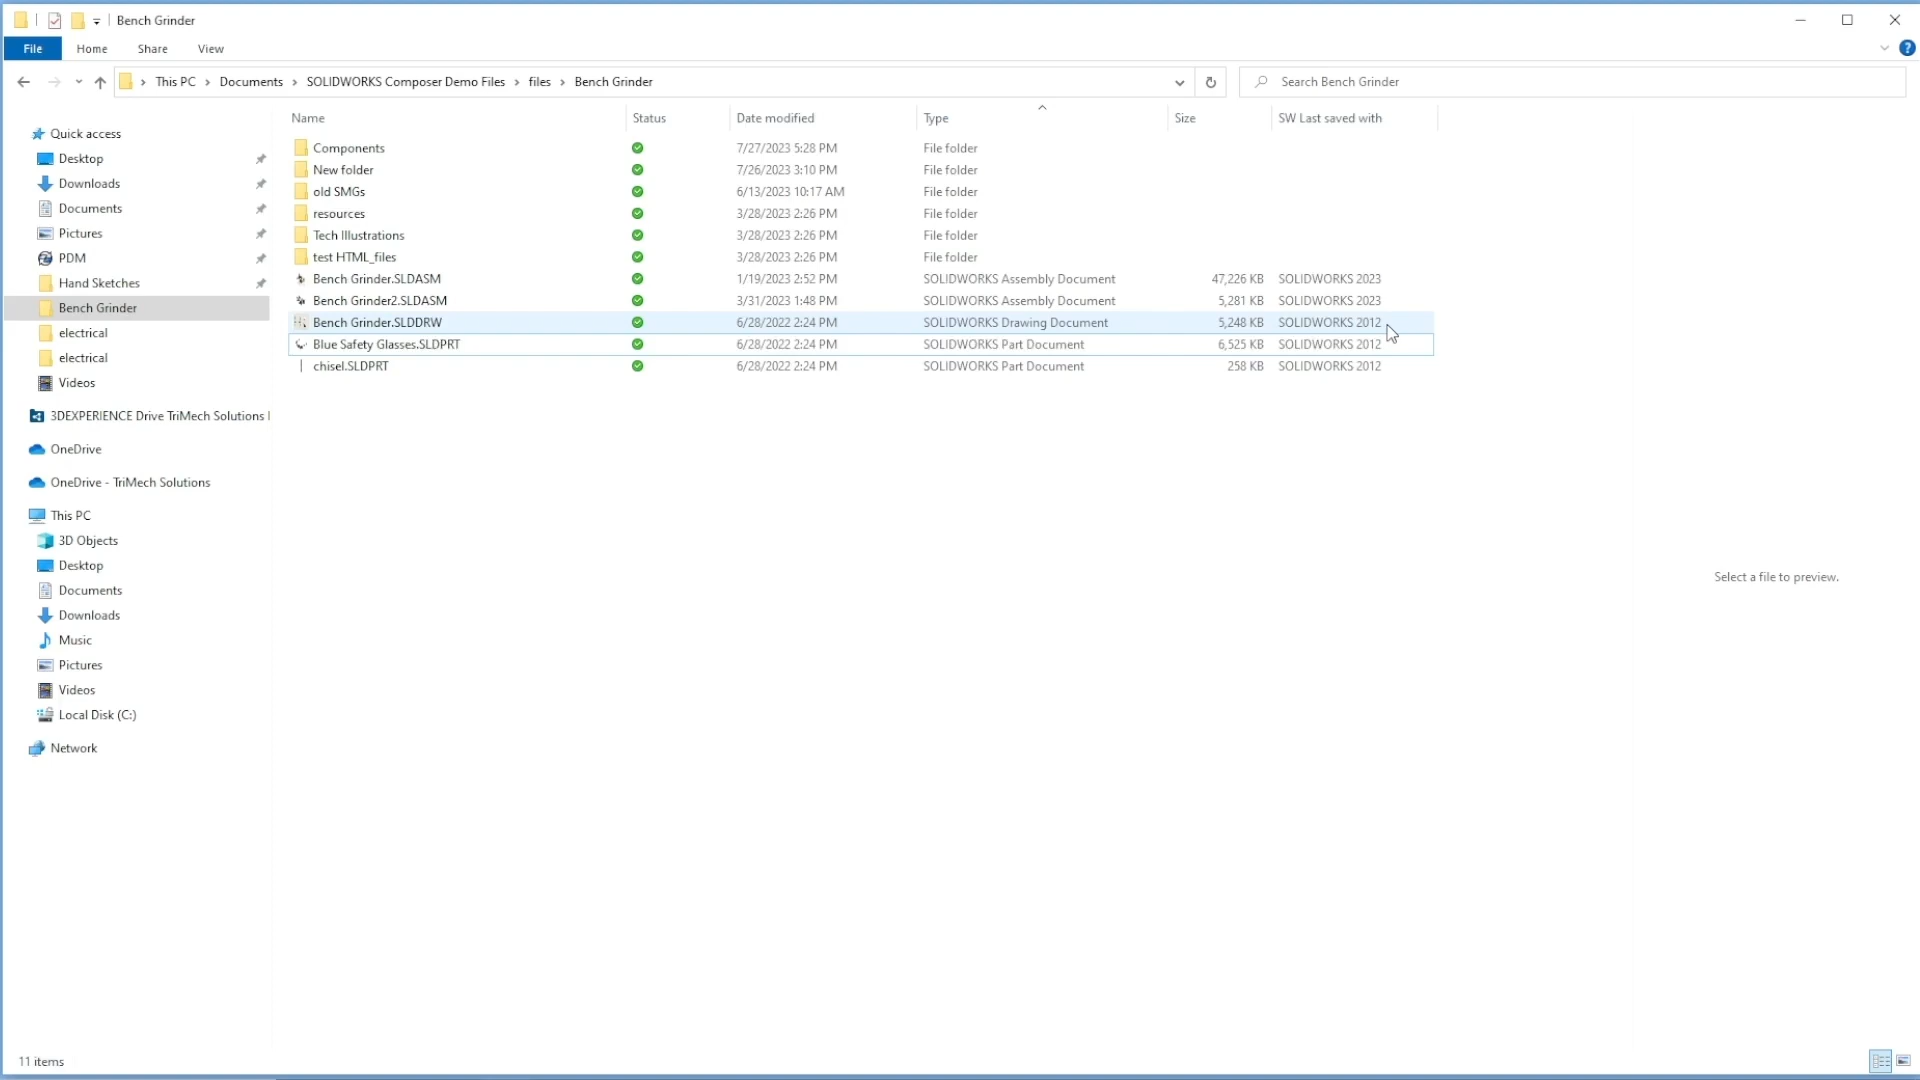 Bench Grinder
File Home Share View
This PC Documents SOLIDWORKS Composer Demo Files files Bench Grinder Search Bench Grinder
Name Status Date modified Type Size SW Last saved with
Components 7/27/2023 5:28 PM File folder
New folder 7/26/2023 3:10 PM File folder
old SMGs 6/13/2023 10:17 AM File folder
resources 3/28/2023 2:26 PM File folder
Tech Illustrations 3/28/2023 2:26 PM File folder
test HTML_files 3/28/2023 2:26 PM File folder
Bench Grinder.SLDASM 1/19/2023 2:52 PM SOLIDWORKS Assembly Document 47,226 KB SOLIDWORKS 2023
Bench Grinder2.SLDASM 3/31/2023 1:48 PM SOLIDWORKS Assembly Document 5,281 KB SOLIDWORKS 2023
Bench Grinder.SLDDRW 6/28/2022 2:24 PM SOLIDWORKS Drawing Document 5,248 KB SOLIDWORKS 2012
Blue Safety Glasses.SLDPRT 6/28/2022 2:24 PM SOLIDWORKS Part Document 6,525 KB SOLIDWORKS 2012
chisel.SLDPRT 6/28/2022 2:24 PM SOLIDWORKS Part Document 258 KB SOLIDWORKS 2012
Quick access
Desktop
Downloads
Documents
Pictures
PDM
Hand Sketches
Bench Grinder
electrical
electrical
Videos
3DEXPERIENCE Drive TriMech Solutions
OneDrive
OneDrive - TriMech Solutions
This PC
3D Objects
Desktop
Documents
Downloads
Music
Pictures
Videos
Local Disk (C:)
Network
Select a file to preview.
11 items